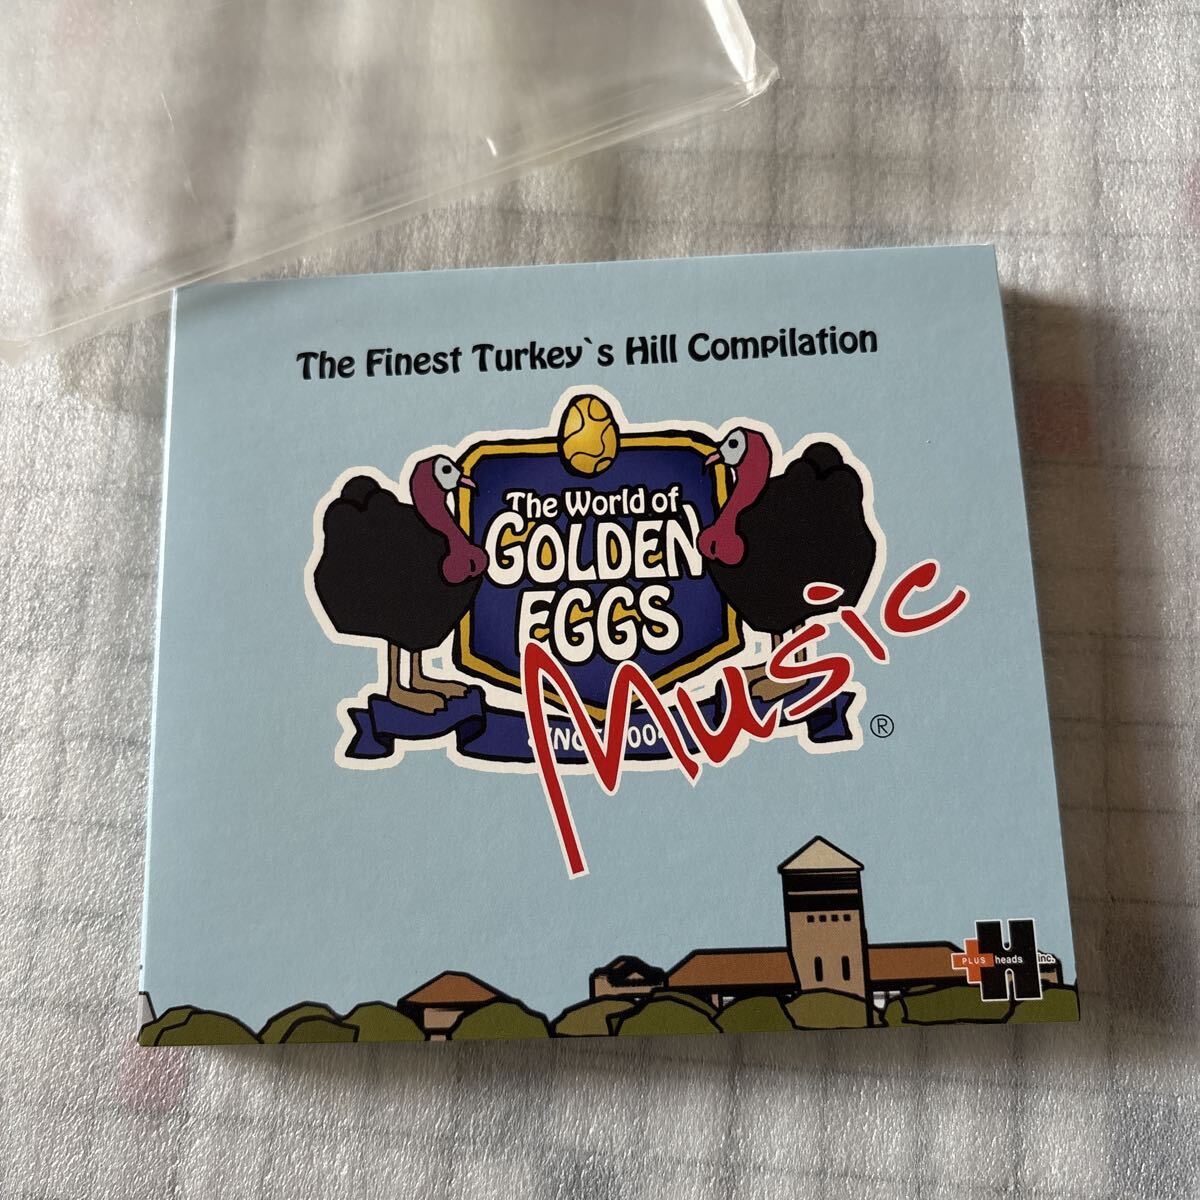 The Finest Turkey`s Hill Compilation
The World of
GOLDEN
EGGS
Music
®
PLUS heads inc.